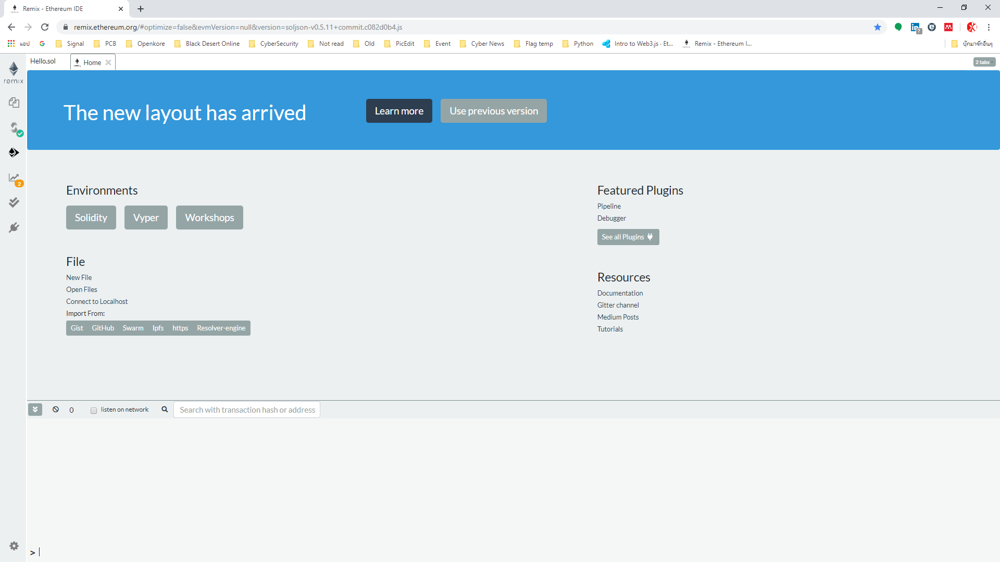 Remix - Ethereum IDE
remix.ethereum.org/#optimize=false&evmVersion=null&version=soljson-v0.5.11+commit.c082d0b4.js
แอป Signal PCB Openkore Black Desert Online CyberSecurity Not read Old PicEdit Event Cyber News Flag temp Python Intro to Web3.js · Et... Remix - Ethereum I... บุ๊กมาร์กอื่นๆ
Hello.sol Home 2 tabs
remix
The new layout has arrived Learn more Use previous version
2
Environments
Solidity Vyper Workshops
File
New File
Open Files
Connect to Localhost
Import From:
Gist GitHub Swarm Ipfs https Resolver-engine
Featured Plugins
Pipeline
Debugger
See all Plugins
Resources
Documentation
Gitter channel
Medium Posts
Tutorials
0 listen on network Search with transaction hash or address
>